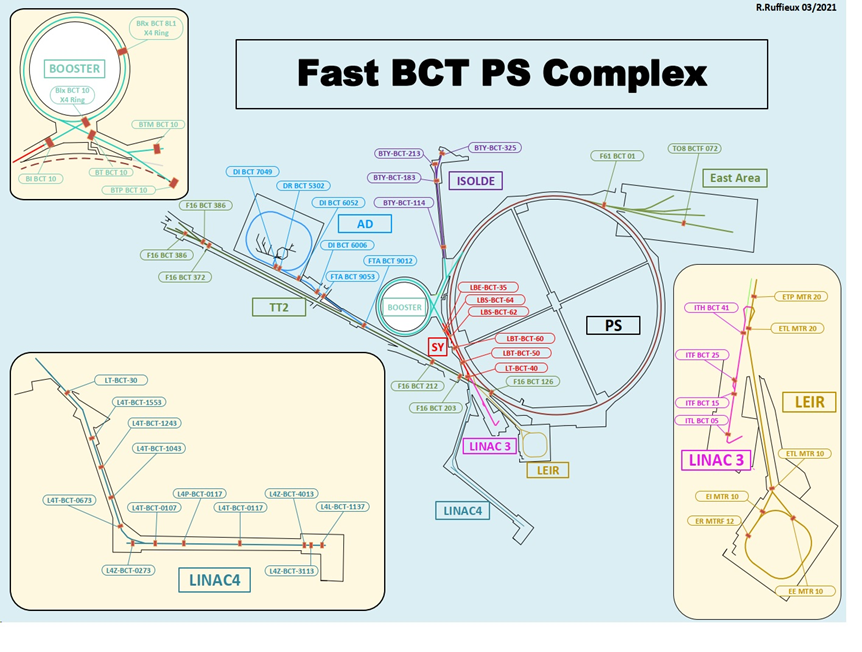 R.Ruffieux 03/2021
Fast BCT PS Complex
BRx BCT 8L1
X4 Ring
BOOSTER
BIx BCT 10
X4 Ring
BTM BCT 10
BI BCT 10
BT BCT 10
BTP BCT 10
DI BCT 7049
DR BCT 5302
DI BCT 6052
AD
DI BCT 6006
FTA BCT 9012
FTA BCT 9053
F16 BCT 386
F16 BCT 386
F16 BCT 372
TT2
BTY-BCT-213
BTY-BCT-325
BTY-BCT-183
ISOLDE
BTY-BCT-114
F61 BCT 01
TO8 BCTF 072
East Area
BOOSTER
LBE-BCT-35
LBS-BCT-64
LBS-BCT-62
PS
SY
LBT-BCT-60
LBT-BCT-50
LT-BCT-40
F16 BCT 126
F16 BCT 212
F16 BCT 203
LINAC 3
LEIR
LINAC4
LT-BCT-30
L4T-BCT-1553
L4T-BCT-1243
L4T-BCT-1043
L4T-BCT-0673
L4T-BCT-0107
L4P-BCT-0117
L4T-BCT-0117
L4Z-BCT-4013
L4L-BCT-1137
L4Z-BCT-0273
L4Z-BCT-3113
LINAC4
ETP MTR 20
ITH BCT 41
ETL MTR 20
ITF BCT 25
ITF BCT 15
LEIR
ITL BCT 05
LINAC 3
ETL MTR 10
EI MTR 10
ER MTRF 12
EE MTR 10